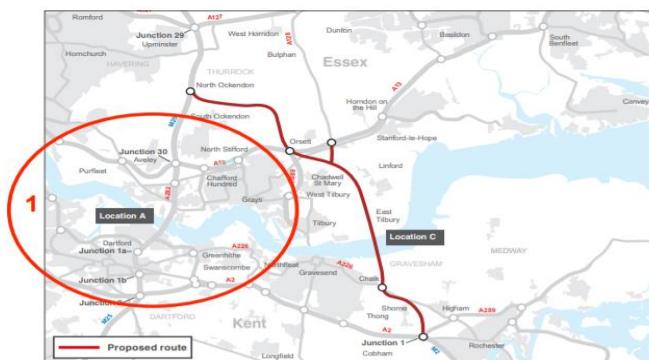 Romford
A127
Junction 29
Upminster
West Horndon
A128
Dunton
Basildon
South
Benfleet
Hornchurch
HAVERING
Bulphan
Essex
THURROCK
A13
North Ockendon
Horndon on
the Hill
Canvey
South Ockendon
M25
Orsett
Stanford-le-Hope
North Stifford
Junction 30
Aveley
A13
Purfleet
Chafford
Hundred
Chadwell
St Mary
Linford
A282
1
Grays
West Tilbury
Location A
Tilbury
East
Tilbury
Location C
Dartford
Junction 1a
A226
MEDWAY
Greenhithe
Swanscombe
Northfleet
GRAVESHAM
Junction 1b
A2
Gravesend
A226
Chalk
Higham
A289
Shorne
Thong
M25
DARTFORD
Kent
A2
Junction 1
M2
Rochester
Cobham
Proposed route
Longfield